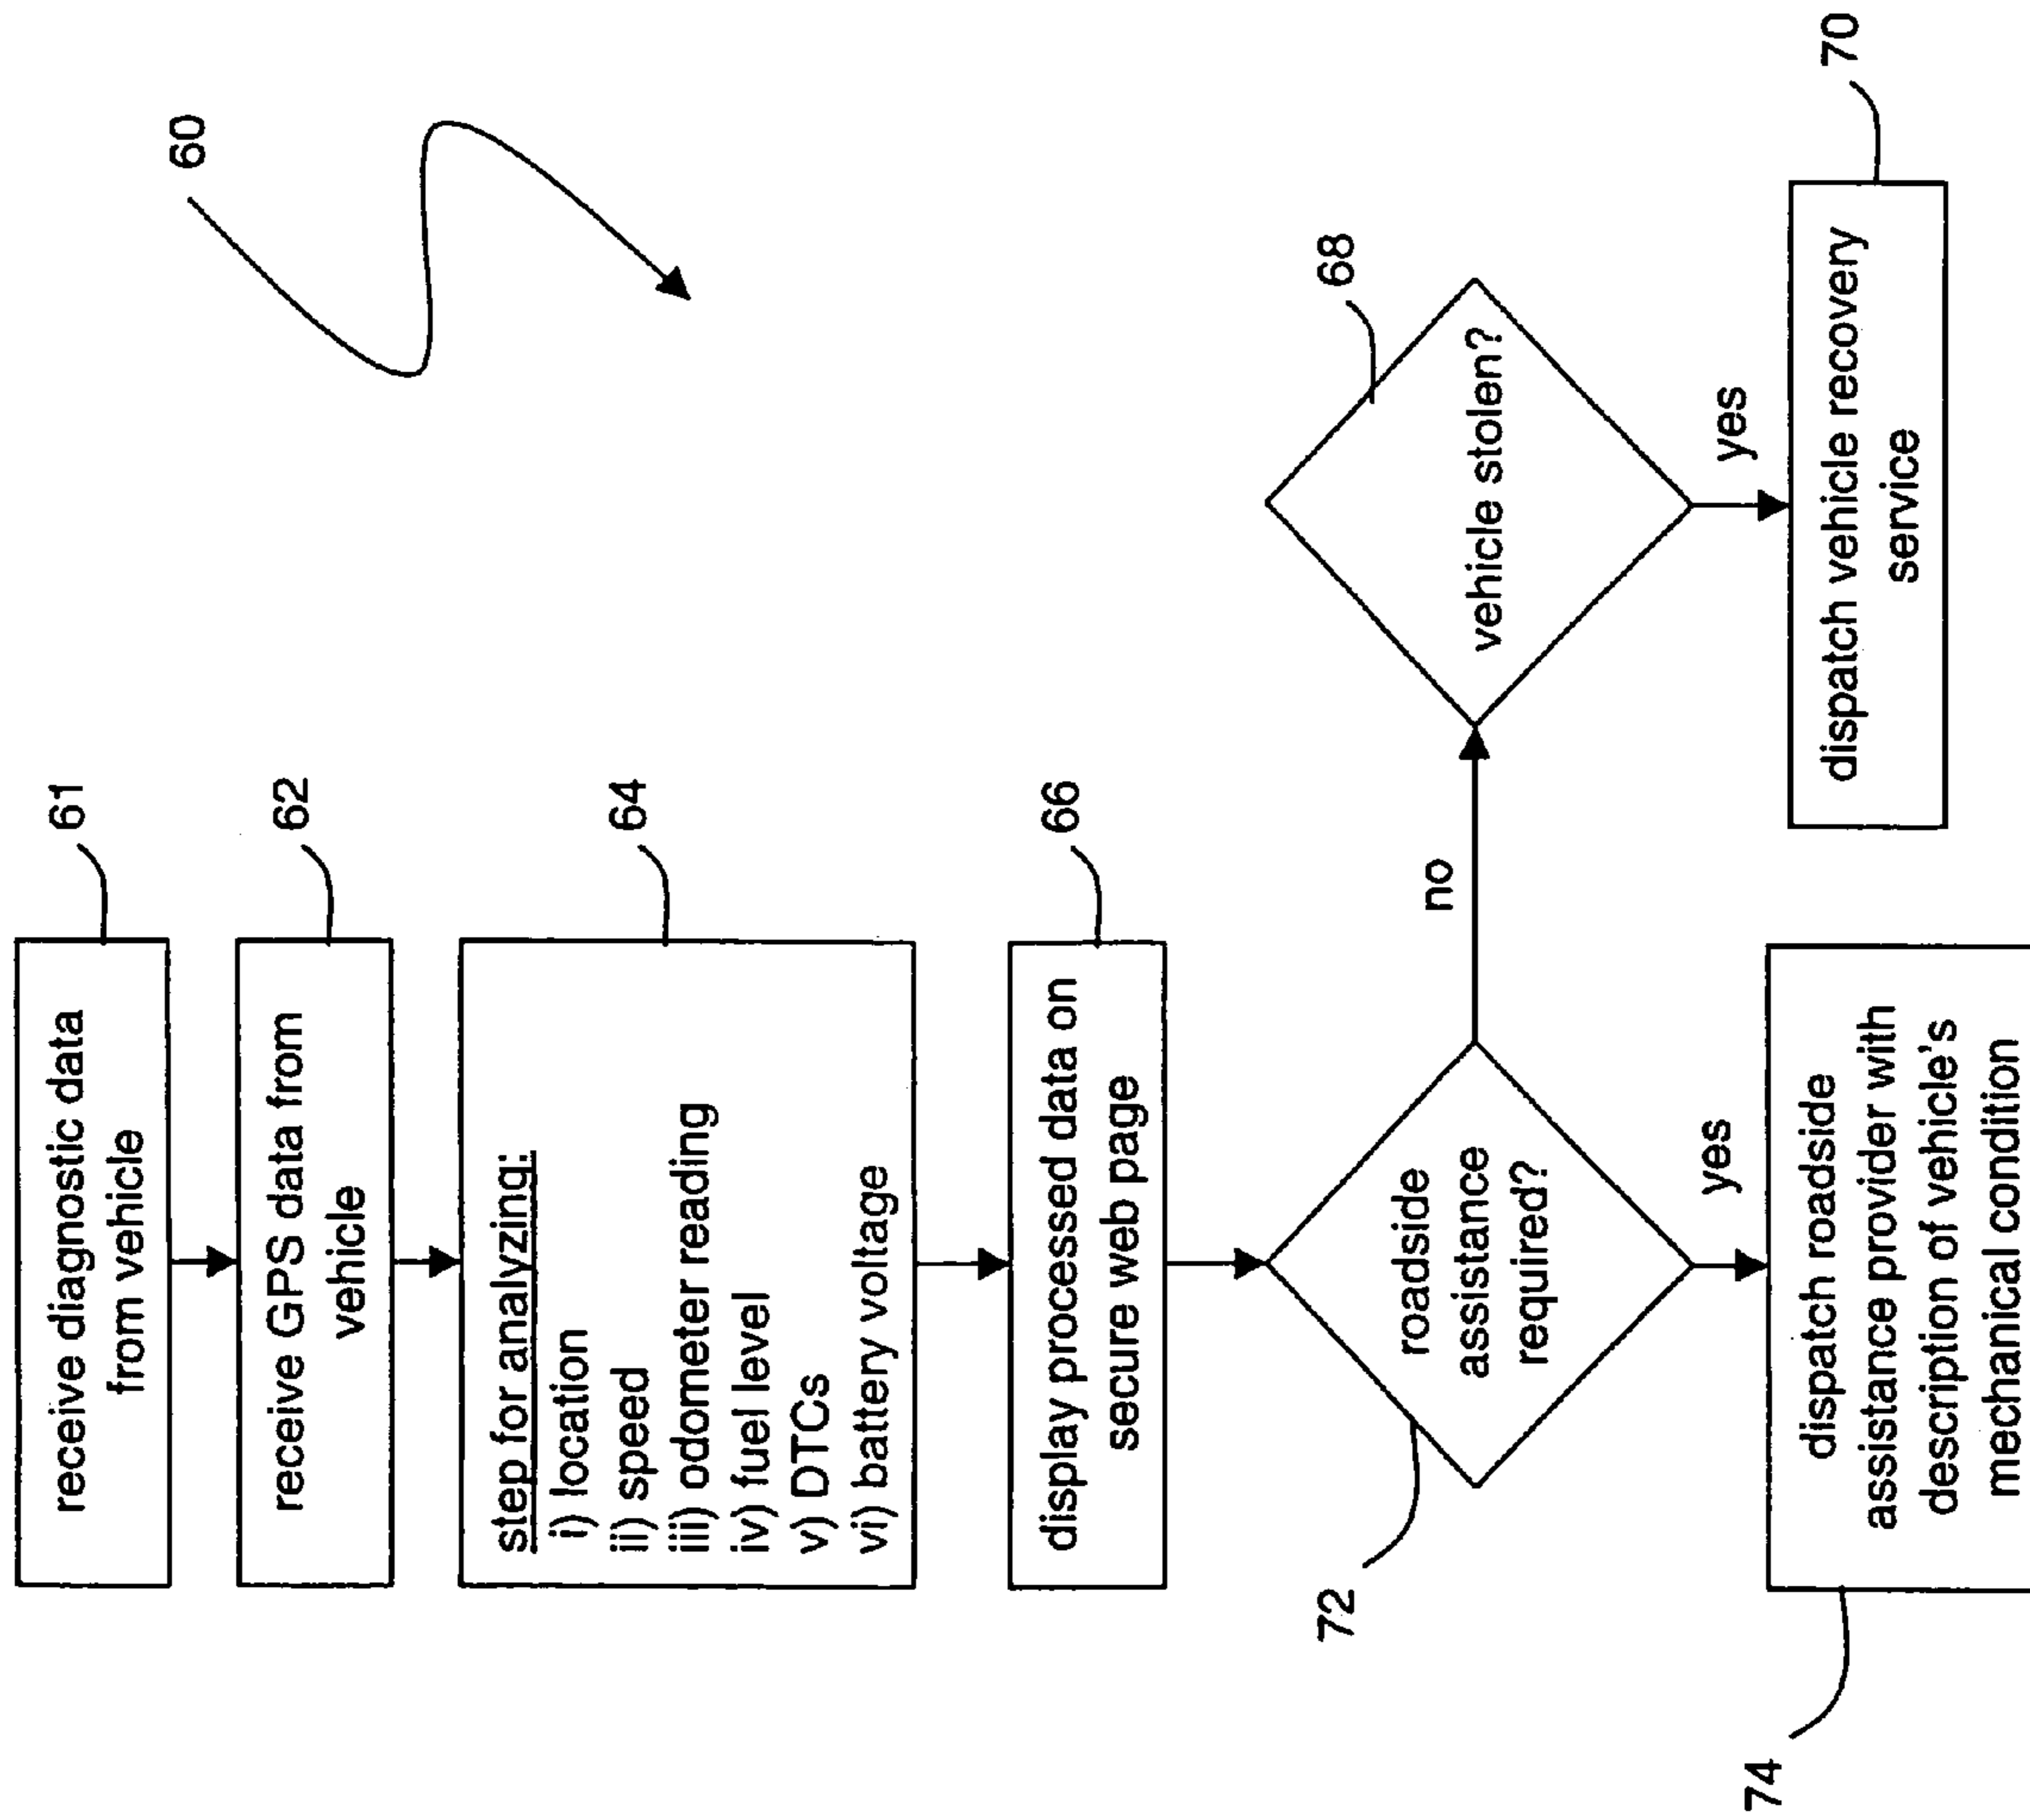 60
61
receive diagnostic data
from vehicle
62
receive GPS data from
vehicle
64
step for analyzing:
i) location
ii) speed
iii) odometer reading
iv) fuel level
v) DTCs
vi) battery voltage
66
display processed data on
secure web page
72
roadside
assistance
required?
no
68
vehicle stolen?
yes
yes
74
dispatch roadside
assistance provider with
description of vehicle's
mechanical condition
70
dispatch vehicle recovery
service